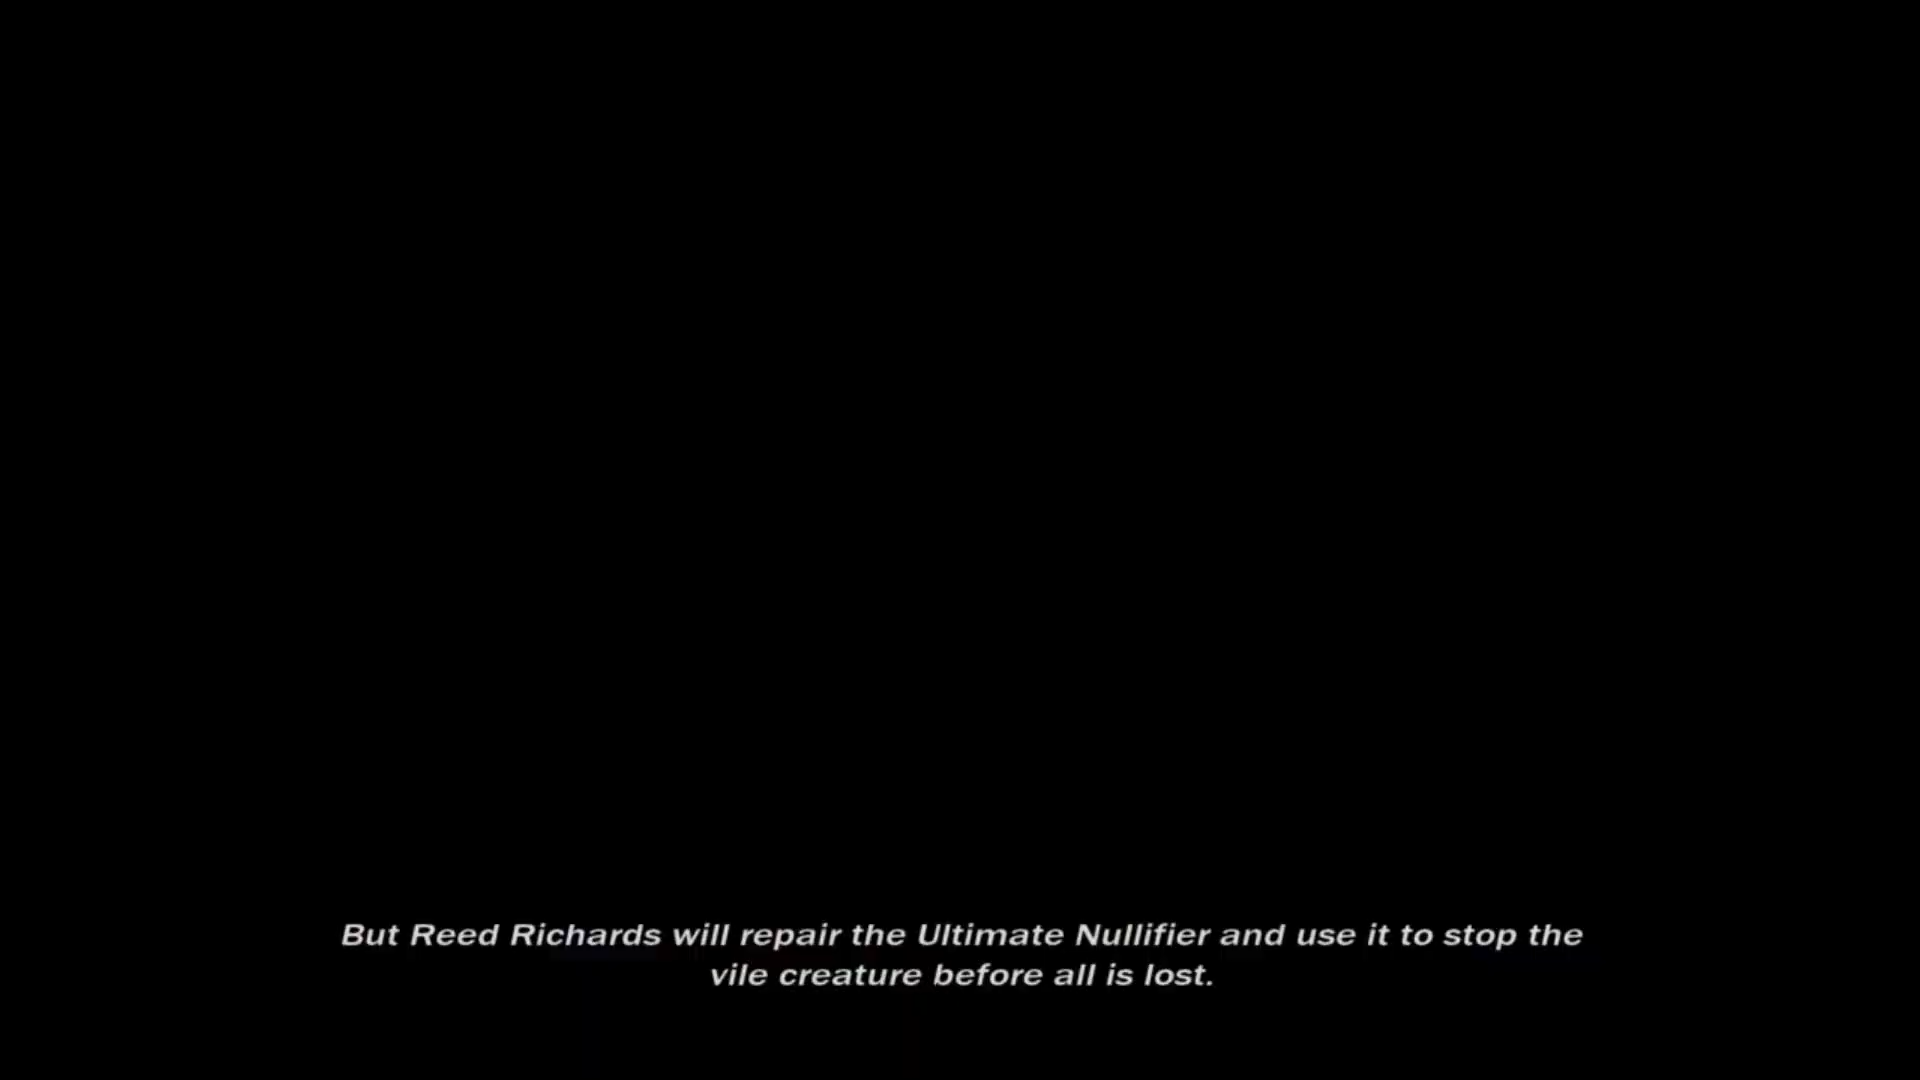 But Reed Richards will repair the Ultimate Nullifier and use it to stop the
vile creature before all is lost.